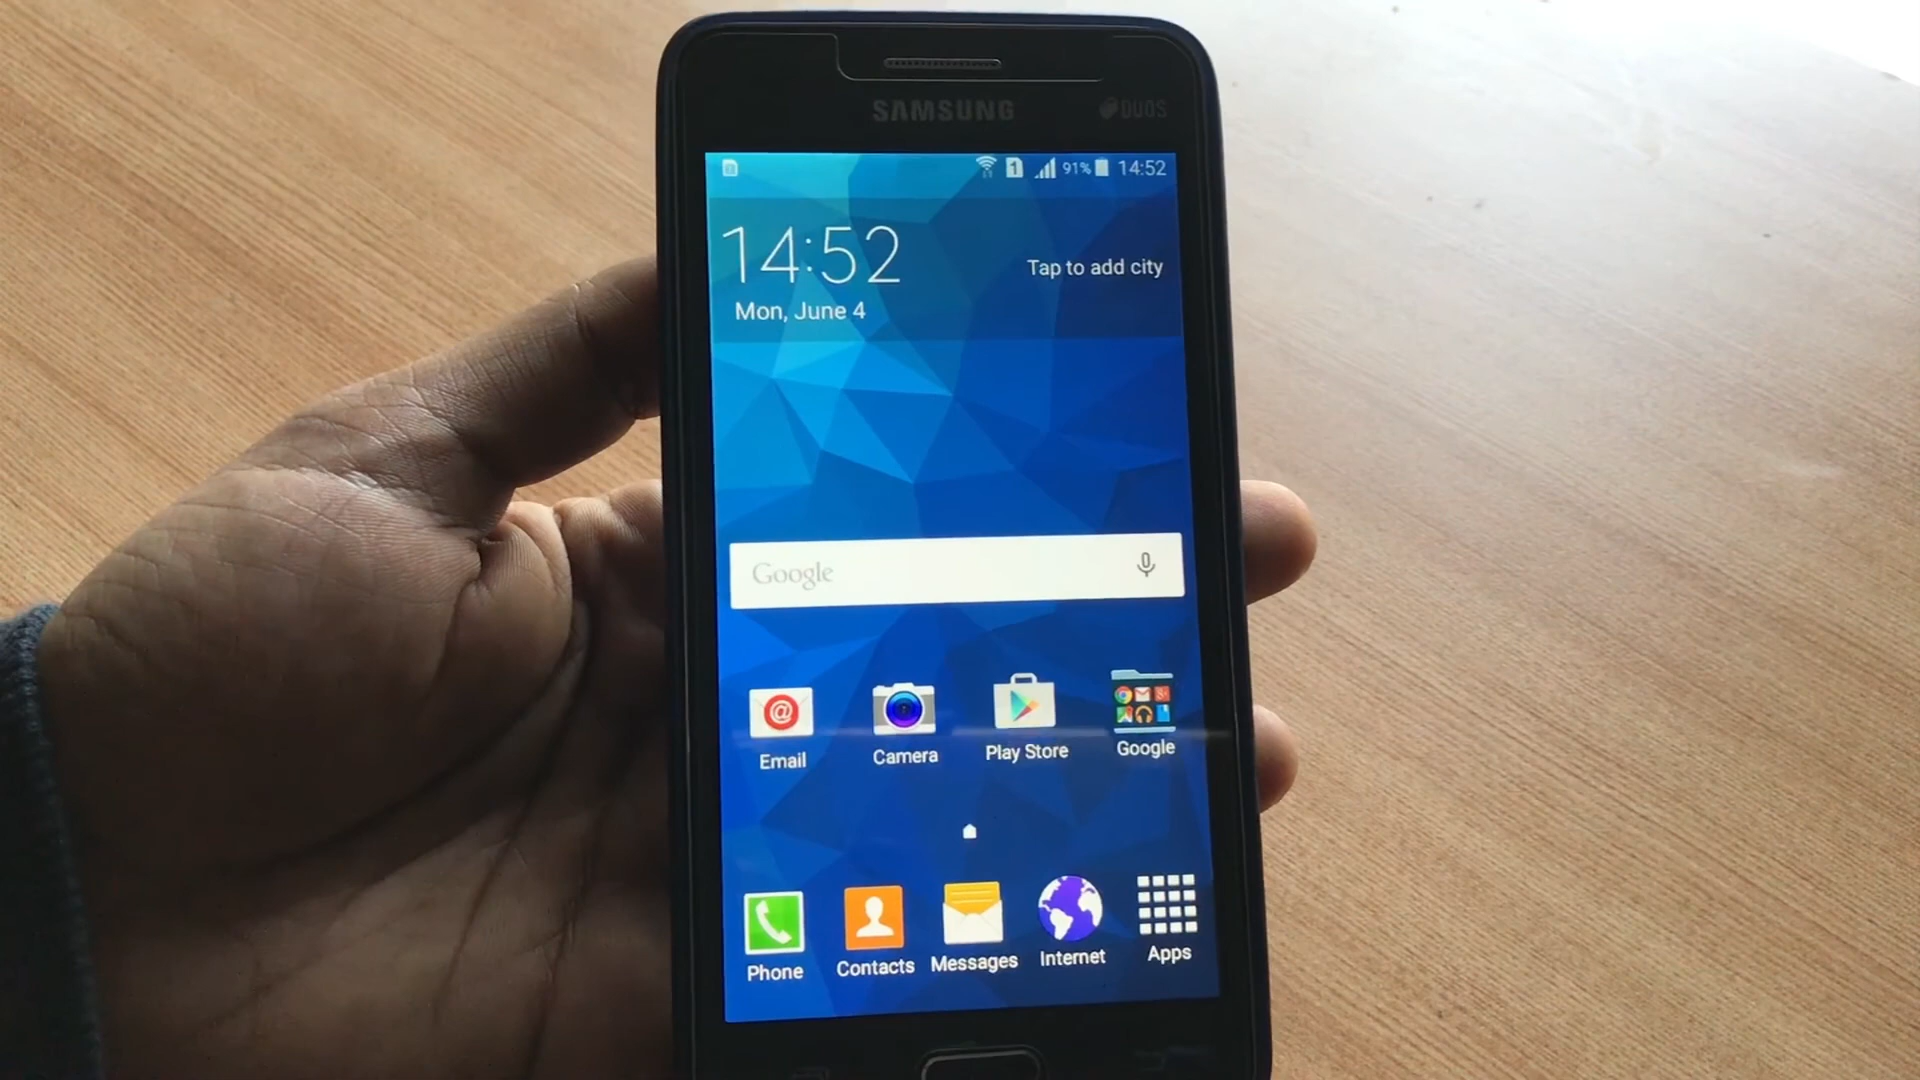 SAMSUNG
DUOS
1 91% 14:52
14:52
Tap to add city
Mon, June 4
Google
@
Email
Camera
Play Store
Google
Phone
Contacts
Messages
Internet
Apps